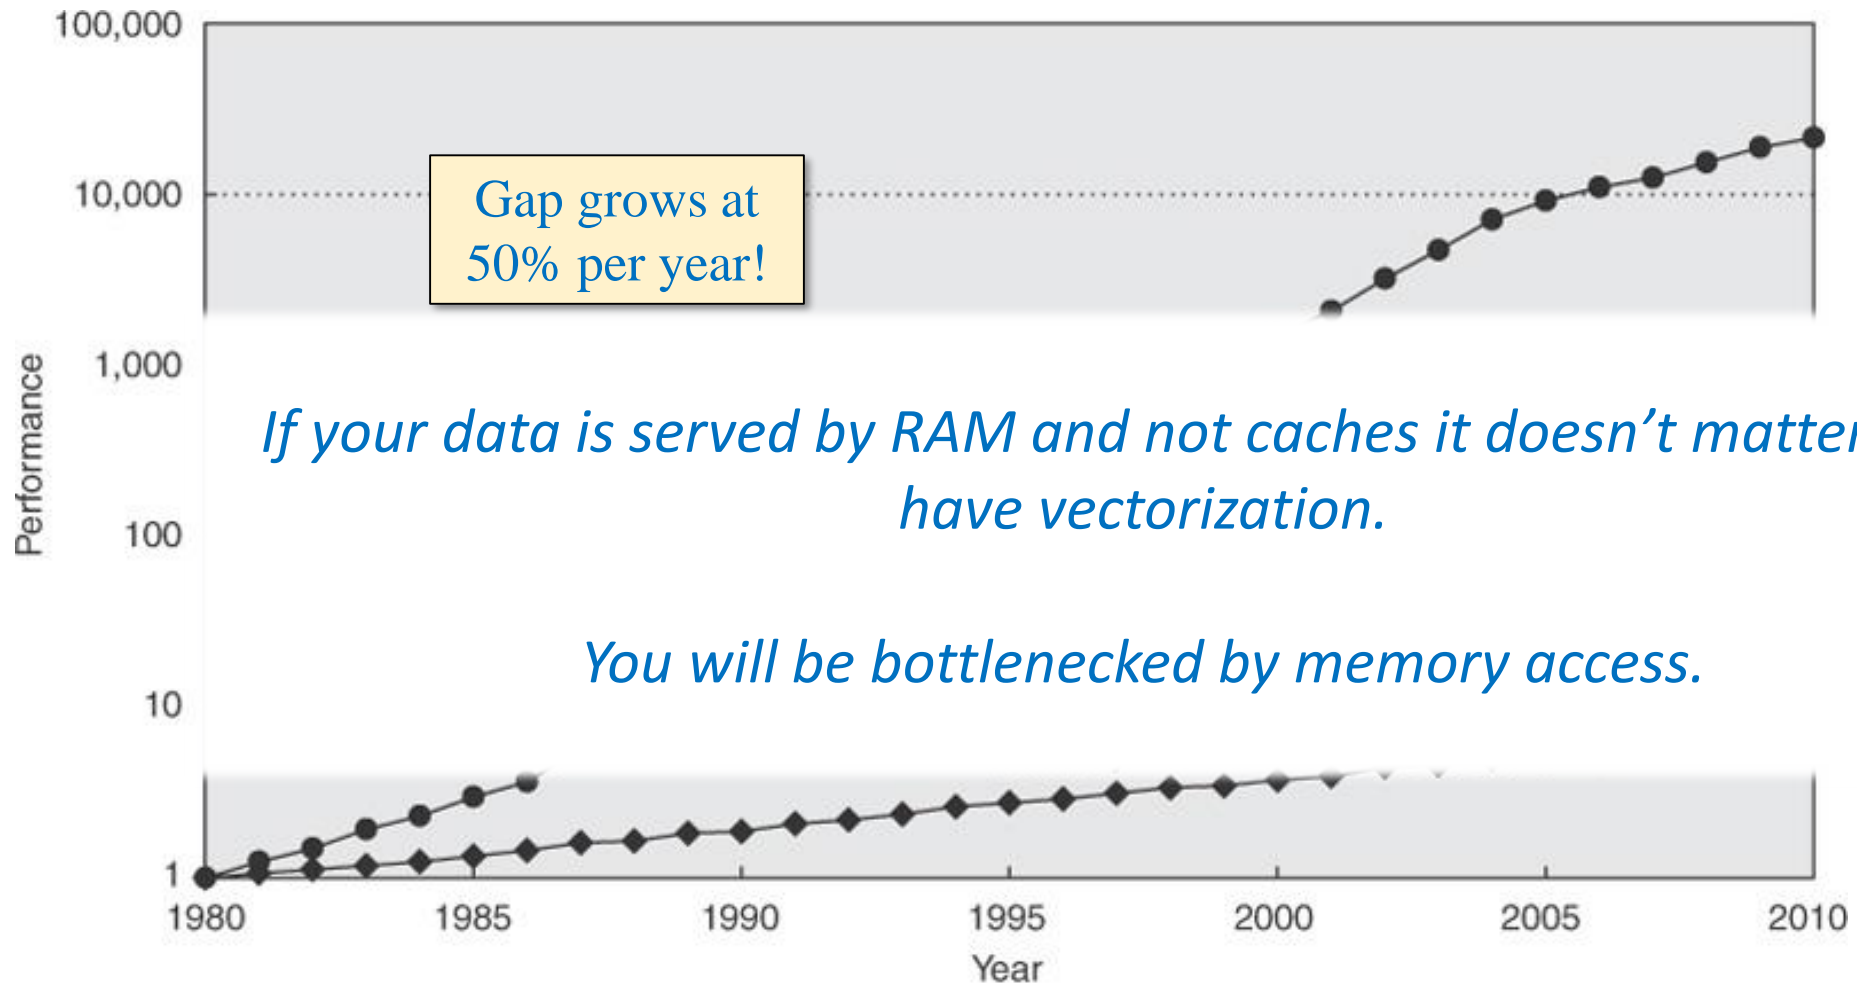 100,000
10,000
Gap grows at
50% per year!
1,000
If your data is served by RAM and not caches it doesn’t matter
have vectorization.
100
You will be bottlenecked by memory access.
10
1
Performance
1980 1985 1990 1995 2000 2005 2010
Year